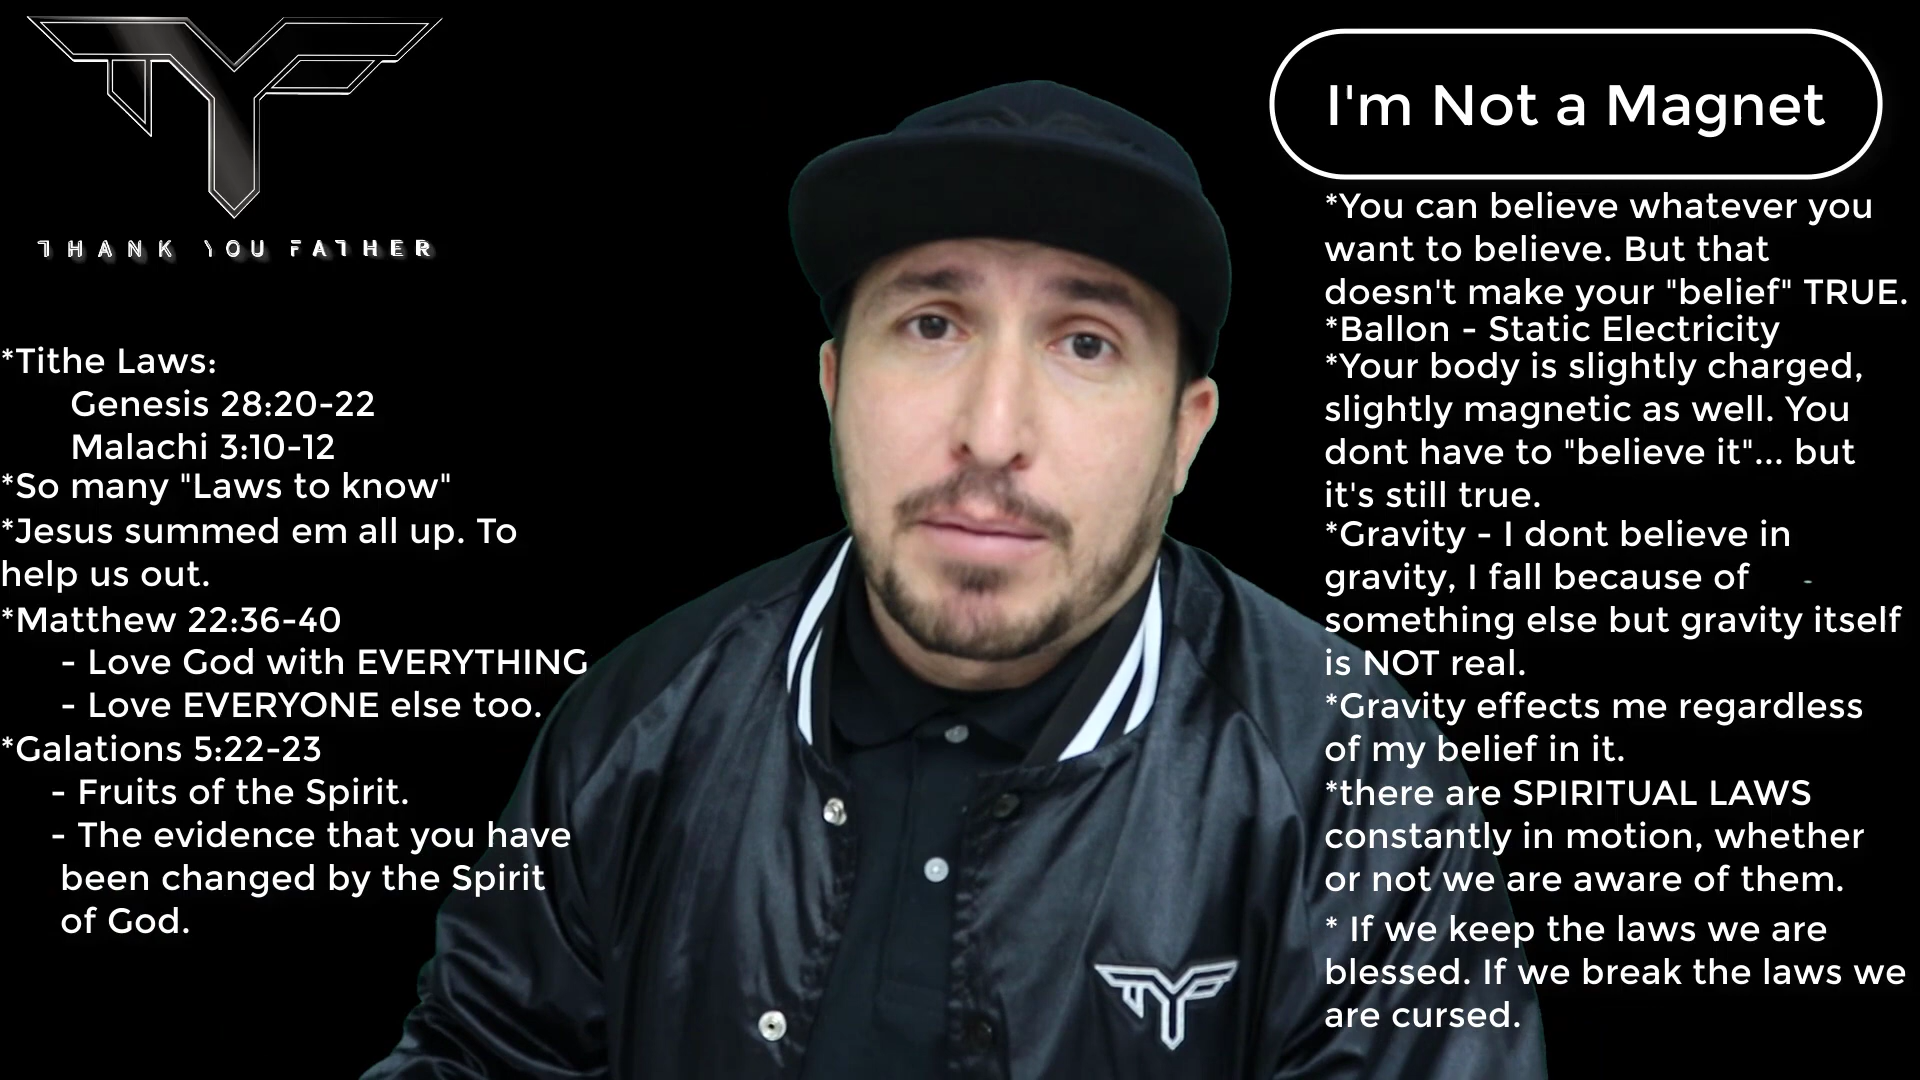 TYF
THANK YOU FATHER
*Tithe Laws:
Genesis 28:20-22
Malachi 3:10-12
*So many "Laws to know"
*Jesus summed em all up. To
help us out.
*Matthew 22:36-40
- Love God with EVERYTHING
- Love EVERYONE else too.
*Galations 5:22-23
- Fruits of the Spirit.
- The evidence that you have
been changed by the Spirit
of God.
I'm Not a Magnet
*You can believe whatever you
want to believe. But that
doesn't make your "belief" TRUE.
*Ballon - Static Electricity
*Your body is slightly charged,
slightly magnetic as well. You
dont have to "believe it"... but
it's still true.
*Gravity - I dont believe in
gravity, I fall because of
something else but gravity itself
is NOT real.
*Gravity effects me regardless
of my belief in it.
*there are SPIRITUAL LAWS
constantly in motion, whether
or not we are aware of them.
* If we keep the laws we are
blessed. If we break the laws we
are cursed.
TYF